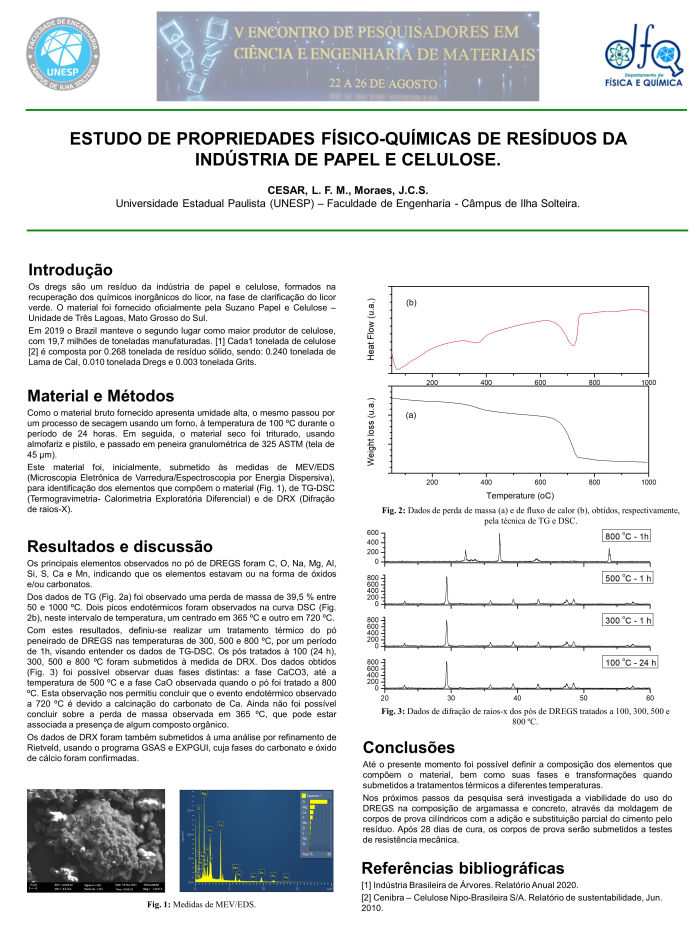 FACULDADE DE ENGENHARIA
UNESP
CÂMPUS DE ILHA SOLTEIRA
V ENCONTRO DE PESQUISADORES EM
CIÊNCIA E ENGENHARIA DE MATERIAIS
22 A 26 DE AGOSTO
dfQ
Departamento de
FÍSICA E QUÍMICA
ESTUDO DE PROPRIEDADES FÍSICO-QUÍMICAS DE RESÍDUOS DA
INDÚSTRIA DE PAPEL E CELULOSE.
CESAR, L. F. M., Moraes, J.C.S.
Universidade Estadual Paulista (UNESP) – Faculdade de Engenharia - Câmpus de Ilha Solteira.
Introdução
Os dregs são um resíduo da indústria de papel e celulose, formados na
recuperação dos químicos inorgânicos do licor, na fase de clarificação do licor
verde. O material foi fornecido oficialmente pela Suzano Papel e Celulose –
Unidade de Três Lagoas, Mato Grosso do Sul.
Em 2019 o Brazil manteve o segundo lugar como maior produtor de celulose,
com 19,7 milhões de toneladas manufaturadas. [1] Cada1 tonelada de celulose
[2] é composta por 0.268 tonelada de resíduo sólido, sendo: 0.240 tonelada de
Lama de Cal, 0.010 tonelada Dregs e 0.003 tonelada Grits.
Material e Métodos
Como o material bruto fornecido apresenta umidade alta, o mesmo passou por
um processo de secagem usando um forno, à temperatura de 100 ºC durante o
período de 24 horas. Em seguida, o material seco foi triturado, usando
almofariz e pistilo, e passado em peneira granulométrica de 325 ASTM (tela de
45 µm).
Este material foi, inicialmente, submetido às medidas de MEV/EDS
(Microscopia Eletrônica de Varredura/Espectroscopia por Energia Dispersiva),
para identificação dos elementos que compõem o material (Fig. 1), de TG-DSC
(Termogravimetria- Calorimetria Exploratória Diferencial) e de DRX (Difração
de raios-X).
Resultados e discussão
Os principais elementos observados no pó de DREGS foram C, O, Na, Mg, Al,
Si, S, Ca e Mn, indicando que os elementos estavam ou na forma de óxidos
e/ou carbonatos.
Dos dados de TG (Fig. 2a) foi observado uma perda de massa de 39,5 % entre
50 e 1000 ºC. Dois picos endotérmicos foram observados na curva DSC (Fig.
2b), neste intervalo de temperatura, um centrado em 365 ºC e outro em 720 ºC.
Com estes resultados, definiu-se realizar um tratamento térmico do pó
peneirado de DREGS nas temperaturas de 300, 500 e 800 ºC, por um período
de 1h, visando entender os dados de TG-DSC. Os pós tratados à 100 (24 h),
300, 500 e 800 ºC foram submetidos à medida de DRX. Dos dados obtidos
(Fig. 3) foi possível observar duas fases distintas: a fase CaCO3, até a
temperatura de 500 ºC e a fase CaO observada quando o pó foi tratado a 800
ºC. Esta observação nos permitiu concluir que o evento endotérmico observado
a 720 ºC é devido a calcinação do carbonato de Ca. Ainda não foi possível
concluir sobre a perda de massa observada em 365 ºC, que pode estar
associada a presença de algum composto orgânico.
Os dados de DRX foram também submetidos à uma análise por refinamento de
Rietveld, usando o programa GSAS e EXPGUI, cuja fases do carbonato e óxido
de cálcio foram confirmadas.
Fig. 1: Medidas de MEV/EDS.
Heat Flow (u.a.)
(b)
200 400 600 800 1000
Weight loss (u.a.)
(a)
200 400 600 800 1000
Temperature (oC)
Fig. 2: Dados de perda de massa (a) e de fluxo de calor (b), obtidos, respectivamente,
pela técnica de TG e DSC.
600
400
200
0
800 °C - 1h
800
600
400
200
0
500 °C - 1 h
800
600
400
200
0
300 °C - 1 h
800
600
400
200
0
100 °C - 24 h
20 30 40 50 60
Fig. 3: Dados de difração de raios-x dos pós de DREGS tratados a 100, 300, 500 e
800 ºC.
Conclusões
Até o presente momento foi possível definir a composição dos elementos que
compõem o material, bem como suas fases e transformações quando
submetidos a tratamentos térmicos a diferentes temperaturas.
Nos próximos passos da pesquisa será investigada a viabilidade do uso do
DREGS na composição de argamassa e concreto, através da moldagem de
corpos de prova cilíndricos com a adição e substituição parcial do cimento pelo
resíduo. Após 28 dias de cura, os corpos de prova serão submetidos a testes
de resistência mecânica.
Referências bibliográficas
[1] Indústria Brasileira de Árvores. Relatório Anual 2020.
[2] Cenibra – Celulose Nipo-Brasileira S/A. Relatório de sustentabilidade, Jun.
2010.